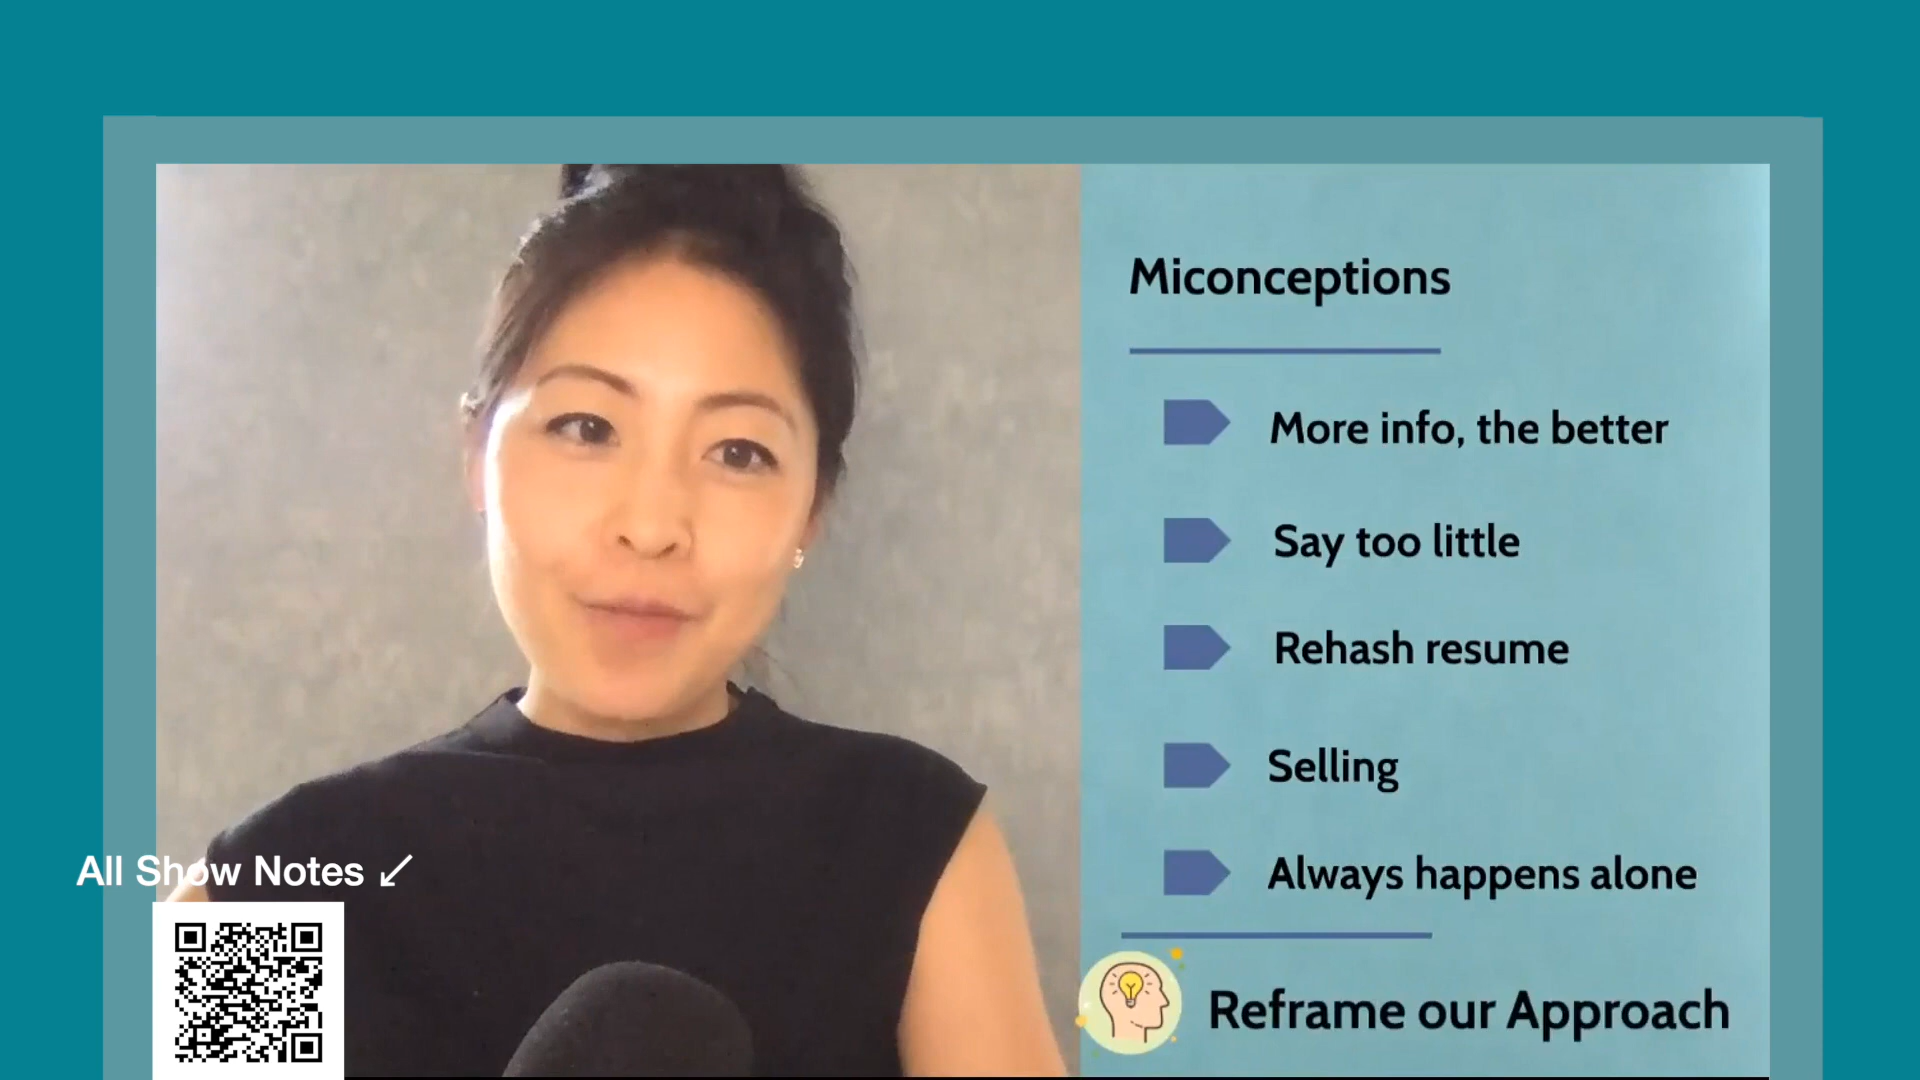 Miconceptions
More info, the better
Say too little
Rehash resume
Selling
Always happens alone
Reframe our Approach
All Show Notes ↙